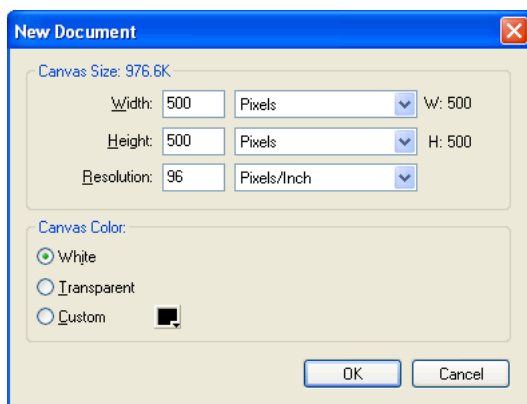 New Document
Canvas Size: 976.6K
Width: 500 Pixels W: 500
Height: 500 Pixels H: 500
Resolution: 96 Pixels/Inch
Canvas Color:
White
Transparent
Custom
OK Cancel